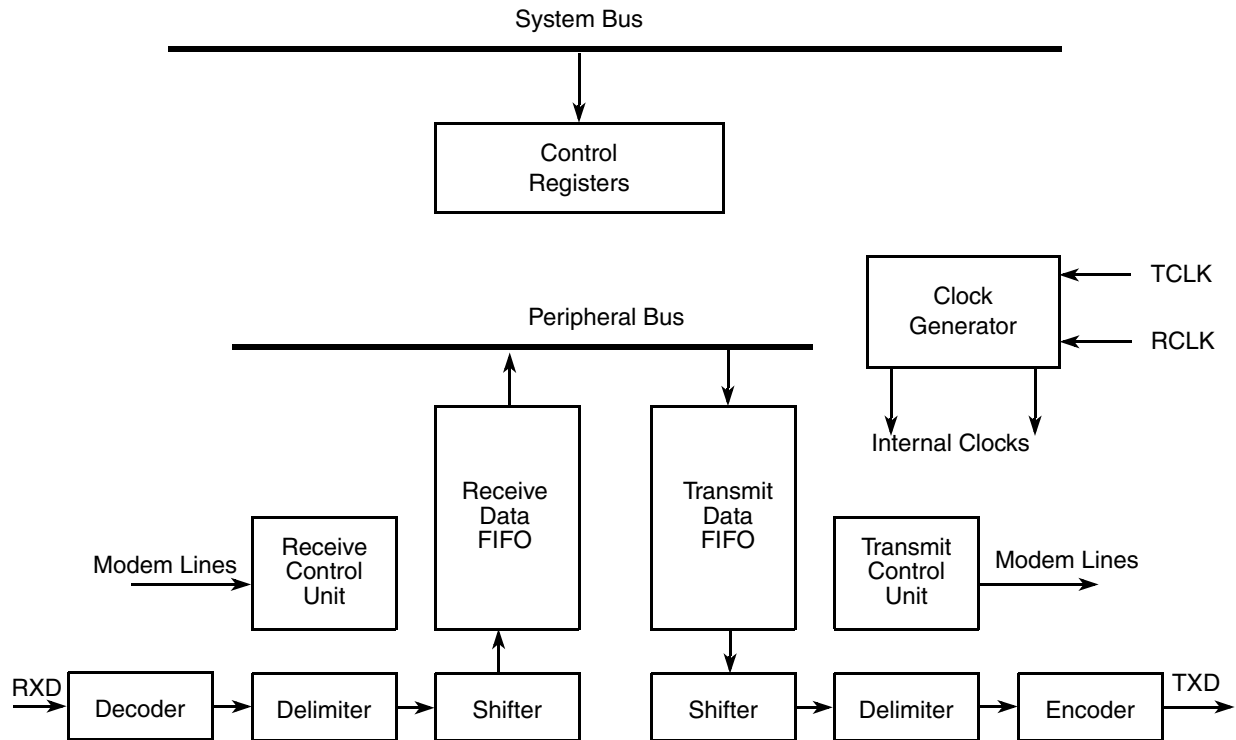 System Bus
Control
Registers
TCLK
Clock
Generator
RCLK
Peripheral Bus
Internal Clocks
Receive
Data
FIFO
Transmit
Data
FIFO
Modem Lines
Receive
Control
Unit
Transmit
Control
Unit
Modem Lines
RXD
Decoder
Delimiter
Shifter
Shifter
Delimiter
Encoder
TXD